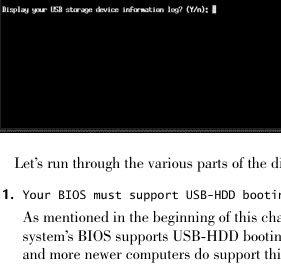 Display your USB storage device information log? (Y/n):
Let's run through the various parts of the di
1. Your BIOS must support USB-HDD bootin
As mentioned in the beginning of this cha
system's BIOS supports USB-HDD bootin
and more newer computers do support thi